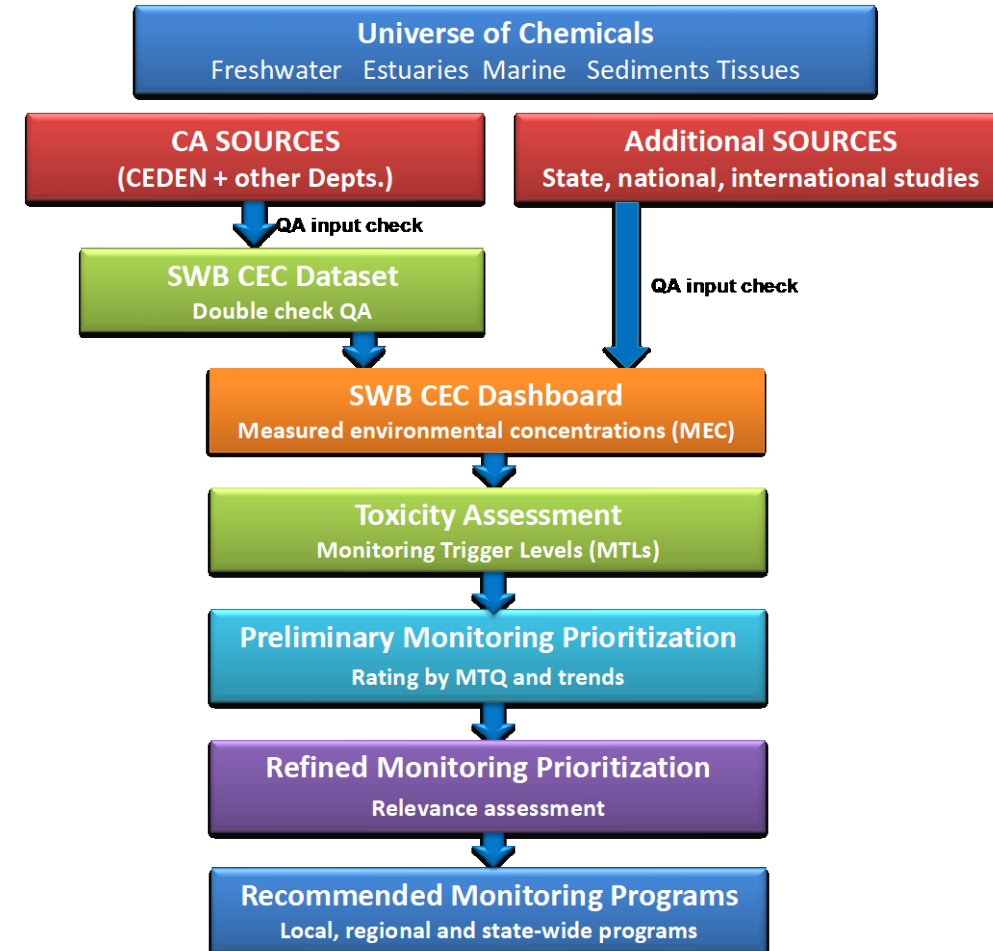 Universe of Chemicals
Freshwater Estuaries Marine Sediments Tissues
CA SOURCES
(CEDEN + other Depts.)
Additional SOURCES
State, national, international studies
QA input check
SWB CEC Dataset
Double check QA
QA input check
SWB CEC Dashboard
Measured environmental concentrations (MEC)
Toxicity Assessment
Monitoring Trigger Levels (MTLs)
Preliminary Monitoring Prioritization
Rating by MTQ and trends
Refined Monitoring Prioritization
Relevance assessment
Recommended Monitoring Programs
Local, regional and state-wide programs